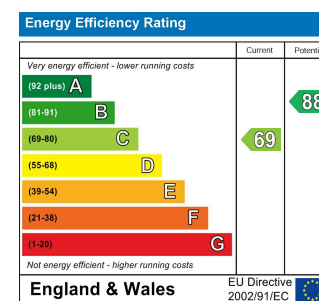 Energy Efficiency Rating
Current Potenti
Very energy efficient - lower running costs
(92 plus) A
(81-91) B
88
(69-80) C
69
(55-68) D
(39-54) E
(21-38) F
(1-20) G
Not energy efficient - higher running costs
England & Wales
EU Directive
2002/91/EC